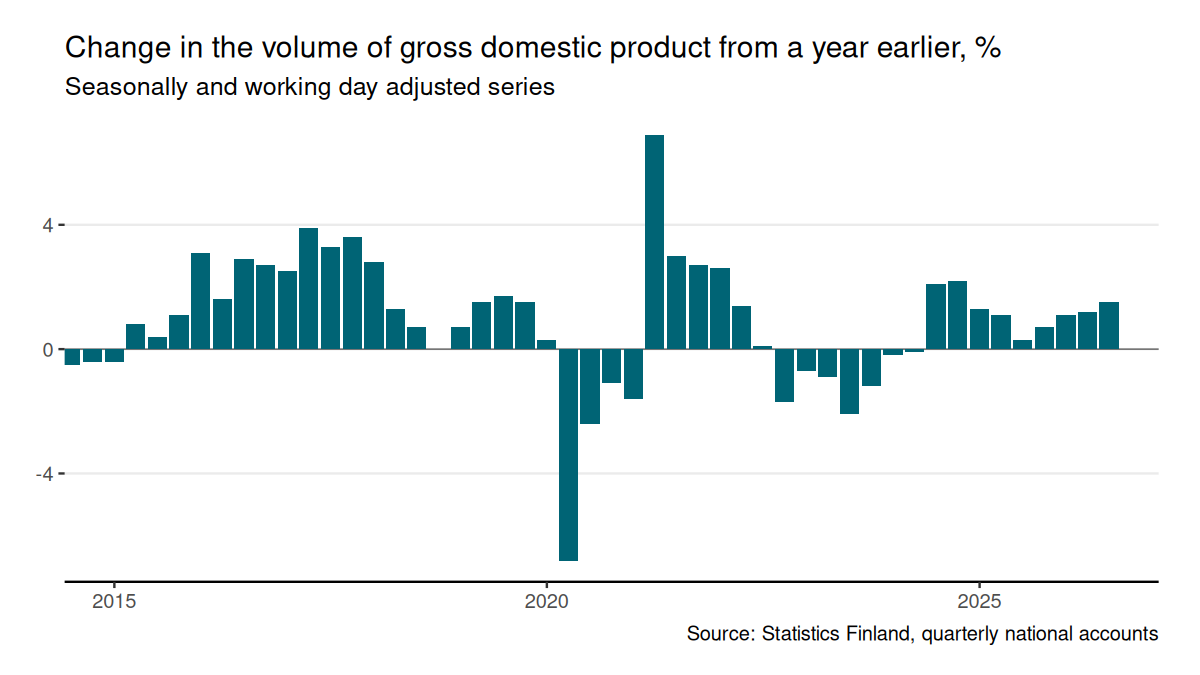 Change in the volume of gross domestic product from a year earlier, %
Seasonally and working day adjusted series
4
0
-4
2015 2020 2025
Source: Statistics Finland, quarterly national accounts